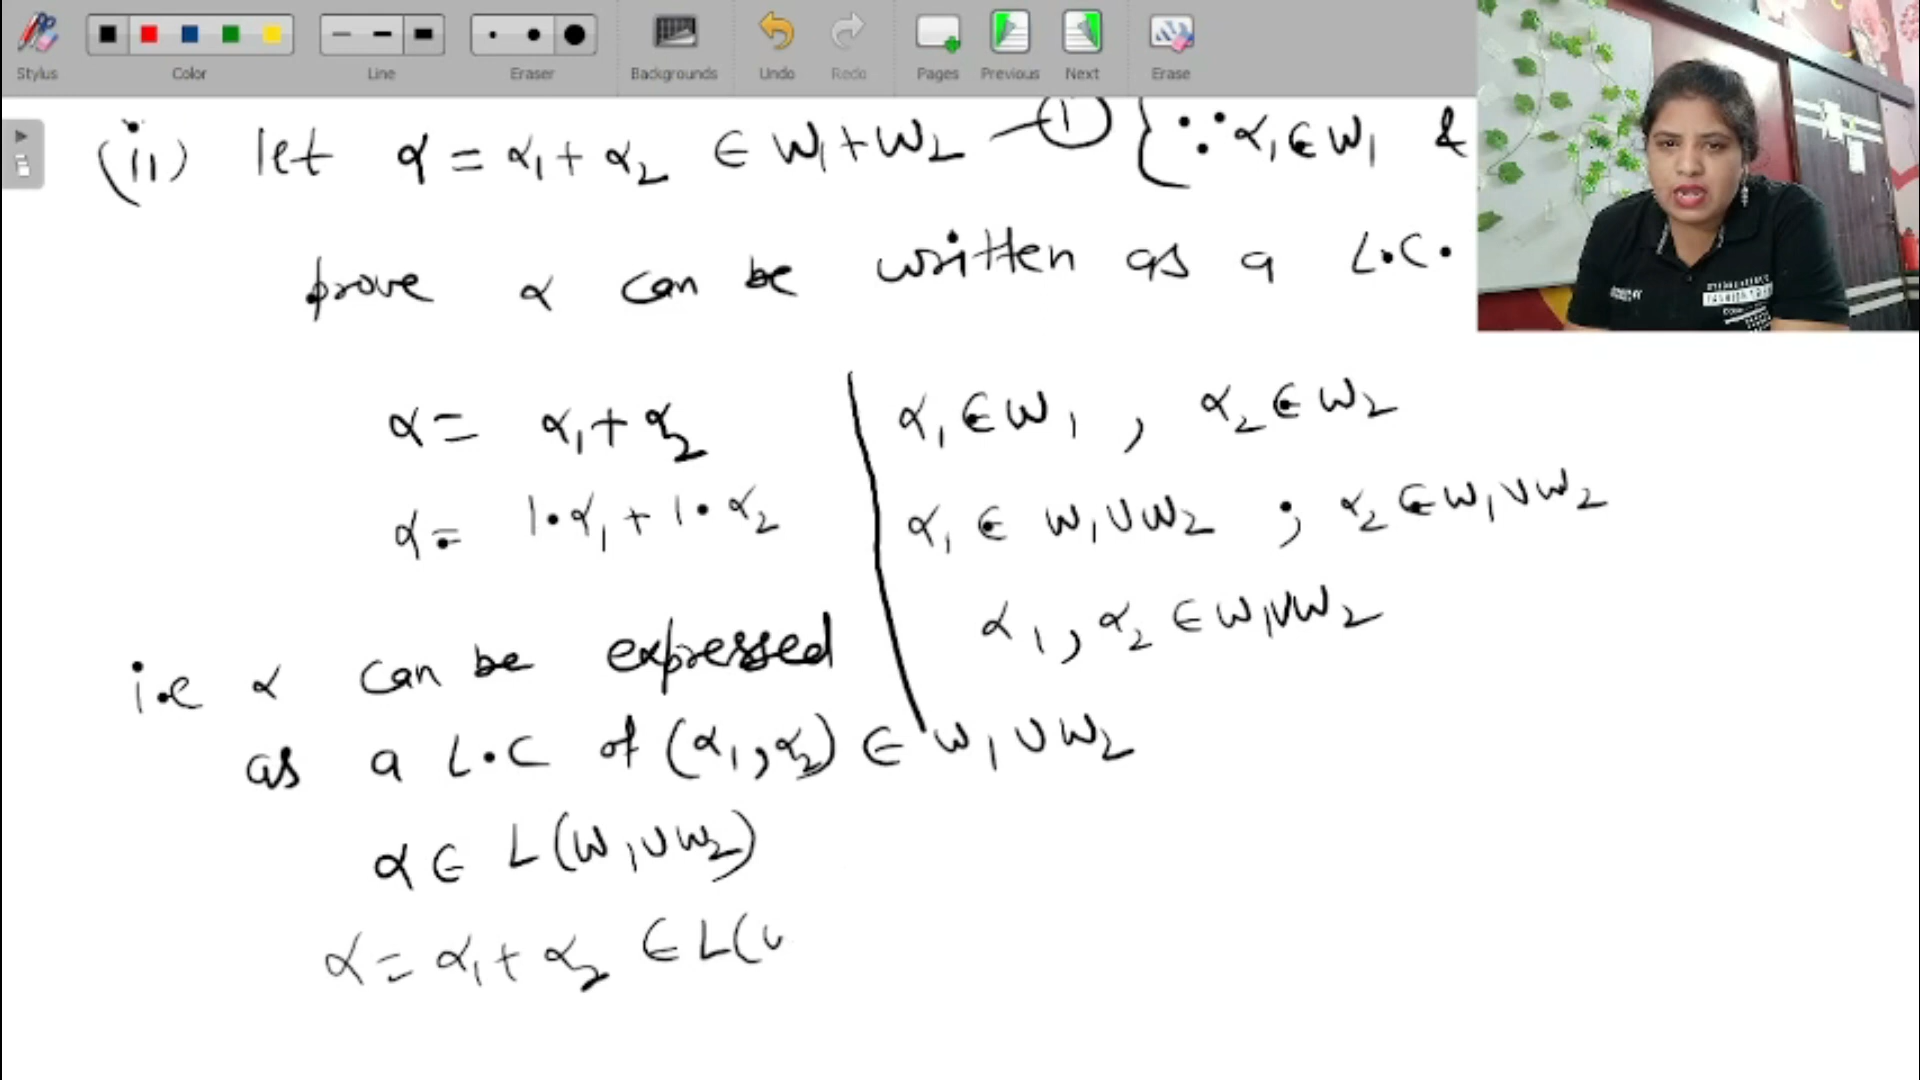 Stylus Color Line Eraser Backgrounds Undo Redo Pages Previous Next Erase
(ii) let α = α₁ + α₂ ∈ W₁ + W₂ —① {∵ α₁ ∈ W₁ &
prove α can be written as a L.C.
α = α₁ + α₂
α = 1·α₁ + 1·α₂
α₁ ∈ W₁ , α₂ ∈ W₂
α₁ ∈ W₁ ∪ W₂ ; α₂ ∈ W₁ ∪ W₂
α₁, α₂ ∈ W₁ ∪ W₂
i.e α can be expressed
as a L.C of (α₁, α₂) ∈ W₁ ∪ W₂
α ∈ L(W₁ ∪ W₂)
α = α₁ + α₂ ∈ L(